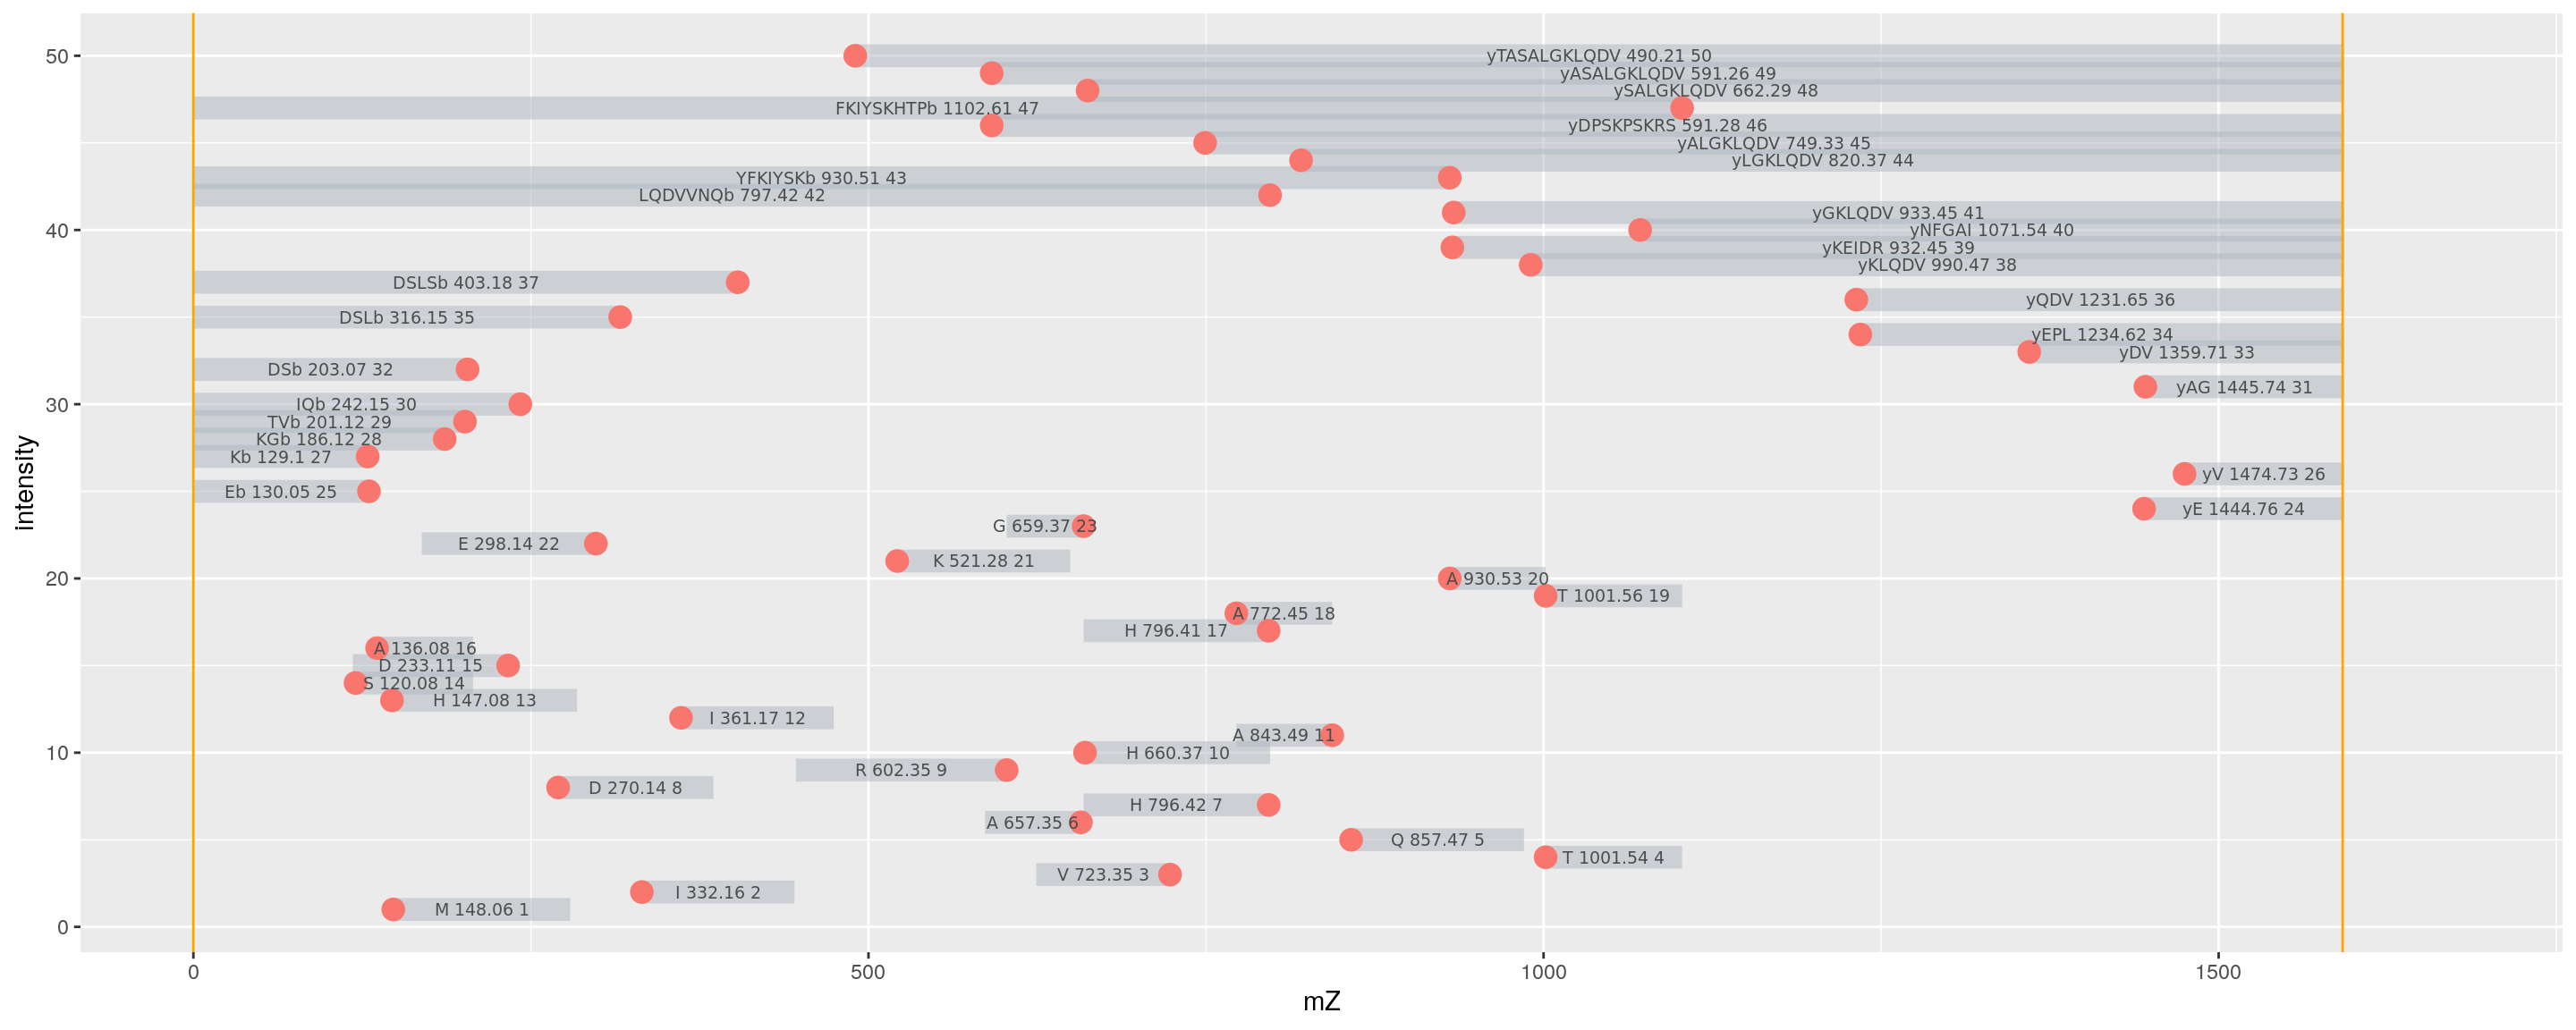 50
yTASALGKLQDV 490.21 50
yASALGKLQDV 591.26 49
ySALGKLQDV 662.29 48
FKIYSKHTPb 1102.61 47
yDPSKPSKRS 591.28 46
yALGKLQDV 749.33 45
yLGKLQDV 820.37 44
YFKIYSKb 930.51 43
LQDVVNQb 797.42 42
yGKLQDV 933.45 41
40
yNFGAI 1071.54 40
yKEIDR 932.45 39
yKLQDV 990.47 38
DSLSb 403.18 37
yQDV 1231.65 36
DSLb 316.15 35
yEPL 1234.62 34
yDV 1359.71 33
DSb 203.07 32
yAG 1445.74 31
30
IQb 242.15 30
TVb 201.12 29
KGb 186.12 28
Kb 129.1 27
yV 1474.73 26
Eb 130.05 25
yE 1444.76 24
G 659.37 23
E 298.14 22
K 521.28 21
20
A 930.53 20
T 1001.56 19
A 772.45 18
H 796.41 17
A 136.08 16
D 233.11 15
S 120.08 14
H 147.08 13
I 361.17 12
A 843.49 11
10
H 660.37 10
R 602.35 9
D 270.14 8
H 796.42 7
A 657.35 6
Q 857.47 5
T 1001.54 4
V 723.35 3
I 332.16 2
M 148.06 1
0
intensity
0 500 1000 1500
mZ